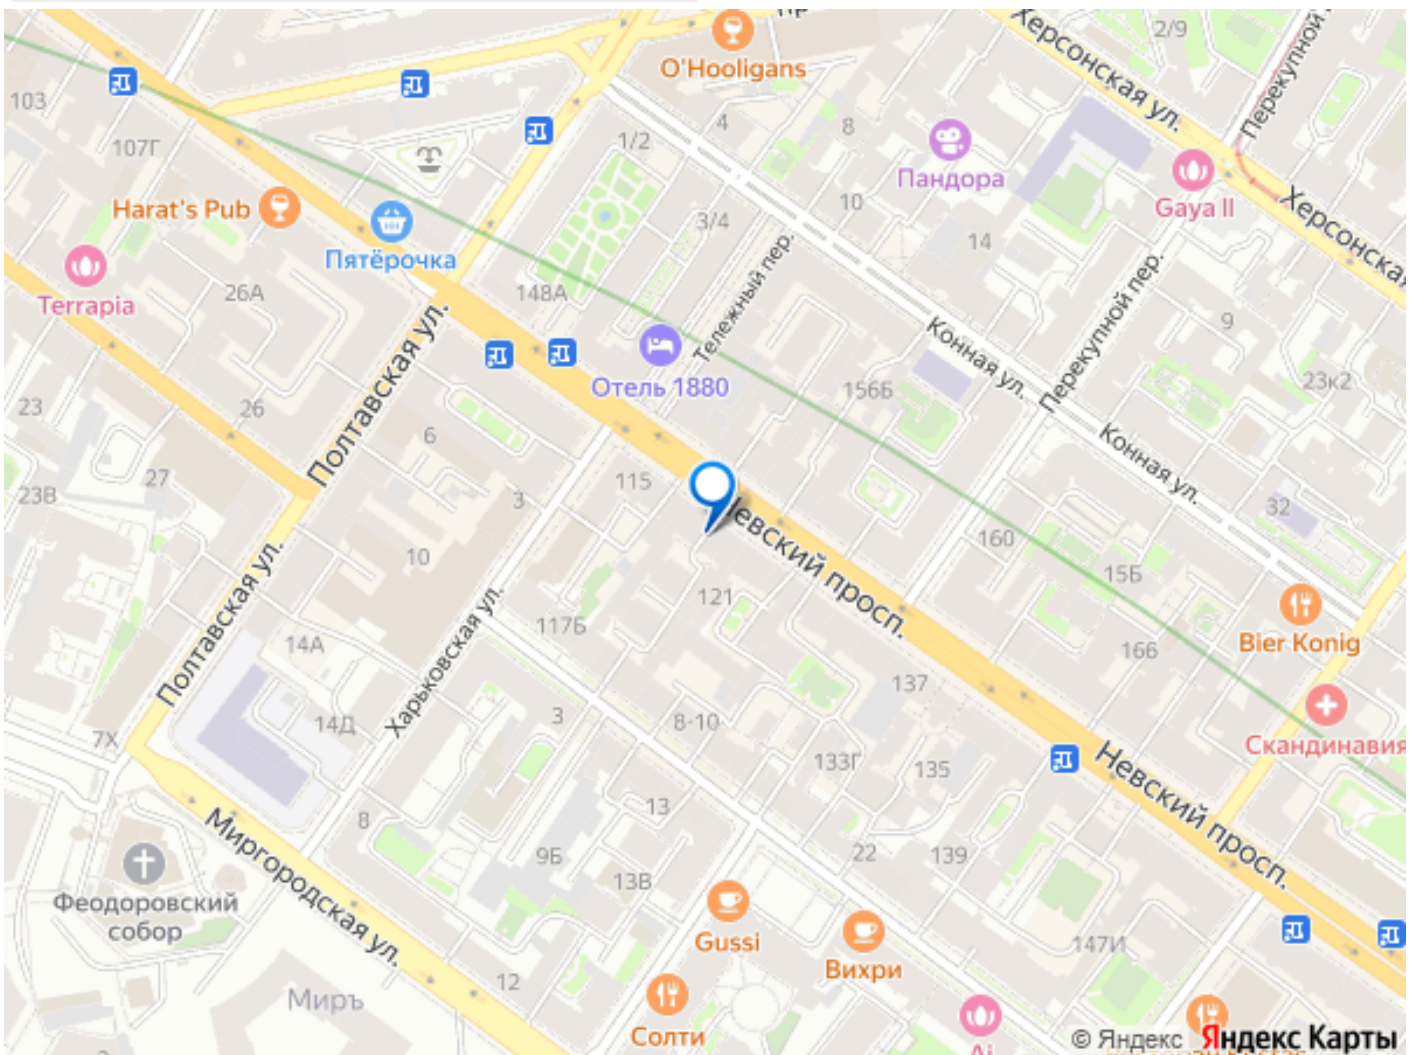 O'Hooligans
2/9
Херсонская ул.
Перекупной
103
107Г
1/2
4
8
Пандора
Gaya II
Херсонская
Harat's Pub
Пятёрочка
10
3/4
14
Terrapia
26А
148А
Тележный пер.
Перекупной пер.
9
Полтавская ул.
Отель 1880
156Б
Конная ул.
23к2
23
26
6
Конная ул.
27
23В
115
3
32
Невский просп.
160
10
15Б
121
Bier Konig
117Б
Полтавская ул.
Харьковская ул.
14А
166
137
14Д
3
8-10
7Х
Скандинавия
133Г
135
Невский просп.
13
8
Миргородская ул.
9Б
22
139
13В
Феодоровский
собор
Gussi
Вихри
147И
12
Миръ
Солти
Ai
© Яндекс Яндекс Карты